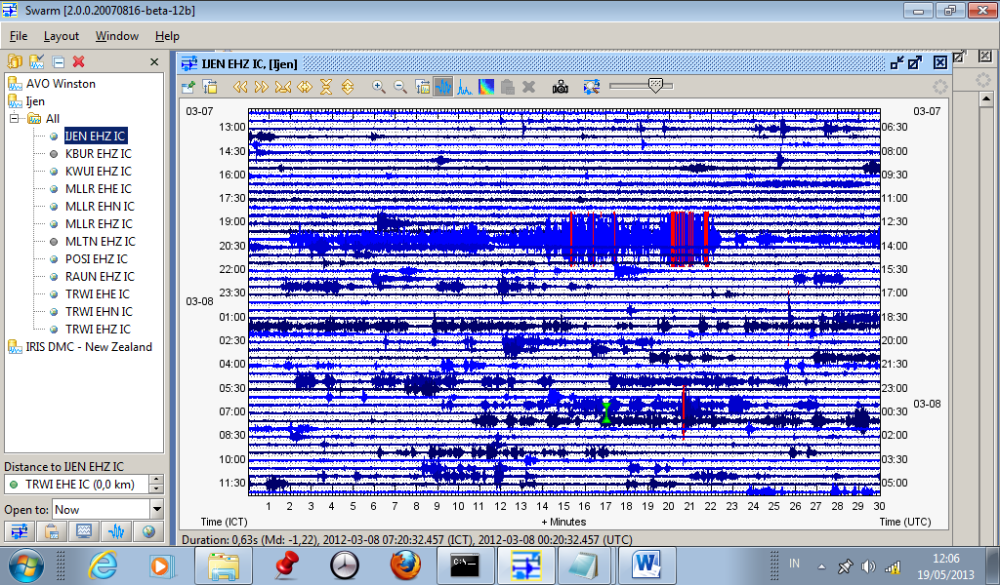 Swarm [2.0.0.20070816-beta-12b]
File Layout Window Help
AVO Winston
Ijen
All
IJEN EHZ IC
KBUR EHZ IC
KWUI EHZ IC
MLLR EHE IC
MLLR EHN IC
MLLR EHZ IC
MLTN EHZ IC
POSI EHZ IC
RAUN EHZ IC
TRWI EHE IC
TRWI EHN IC
TRWI EHZ IC
IRIS DMC - New Zealand
Distance to IJEN EHZ IC
TRWI EHE IC (0,0 km)
Open to: Now
IJEN EHZ IC, [Ijen]
03-07 03-07
13:00 06:30
14:30 08:00
16:00 09:30
17:30 11:00
19:00 12:30
20:30 14:00
22:00 15:30
23:30 17:00
03-08
01:00 18:30
02:30 20:00
04:00 21:30
05:30 23:00
03-08
07:00 00:30
08:30 02:00
10:00 03:30
11:30 05:00
1 2 3 4 5 6 7 8 9 10 11 12 13 14 15 16 17 18 19 20 21 22 23 24 25 26 27 28 29 30
Time (ICT) + Minutes Time (UTC)
Duration: 0,63s (Md: -1,22), 2012-03-08 07:20:32.457 (ICT), 2012-03-08 00:20:32.457 (UTC)
C:\_
W
IN
12:06
19/05/2013